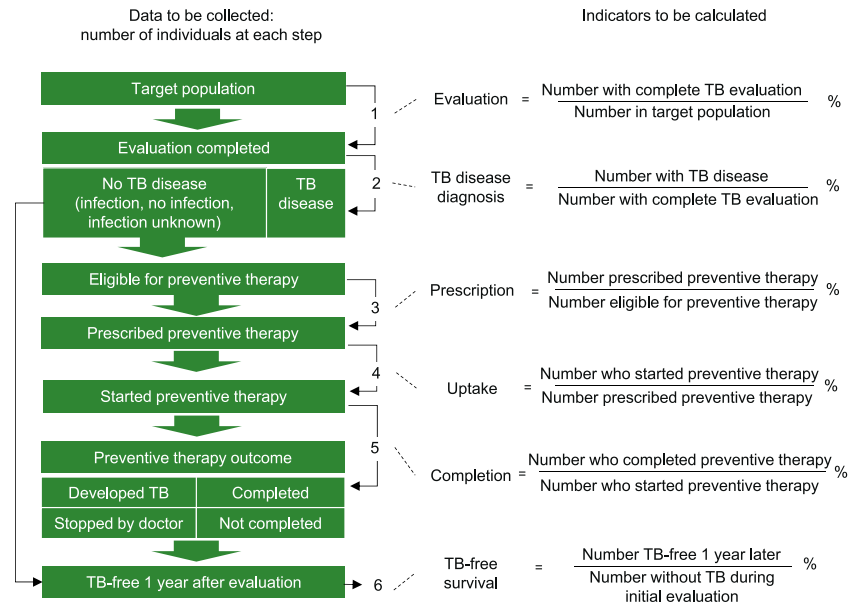 Data to be collected:
number of individuals at each step
Indicators to be calculated
Target population
1
Evaluation = Number with complete TB evaluation %
Number in target population
Evaluation completed
2
No TB disease
(infection, no infection,
infection unknown)
TB
disease
TB disease
diagnosis
= Number with TB disease %
Number with complete TB evaluation
Eligible for preventive therapy
3
Prescription = Number prescribed preventive therapy %
Number eligible for preventive therapy
Prescribed preventive therapy
4
Uptake = Number who started preventive therapy %
Number prescribed preventive therapy
Started preventive therapy
5
Preventive therapy outcome
Completion = Number who completed preventive therapy %
Number who started preventive therapy
Developed TB
Completed
Stopped by doctor
Not completed
TB-free 1 year after evaluation
6
TB-free
survival
= Number TB-free 1 year later %
Number without TB during
initial evaluation